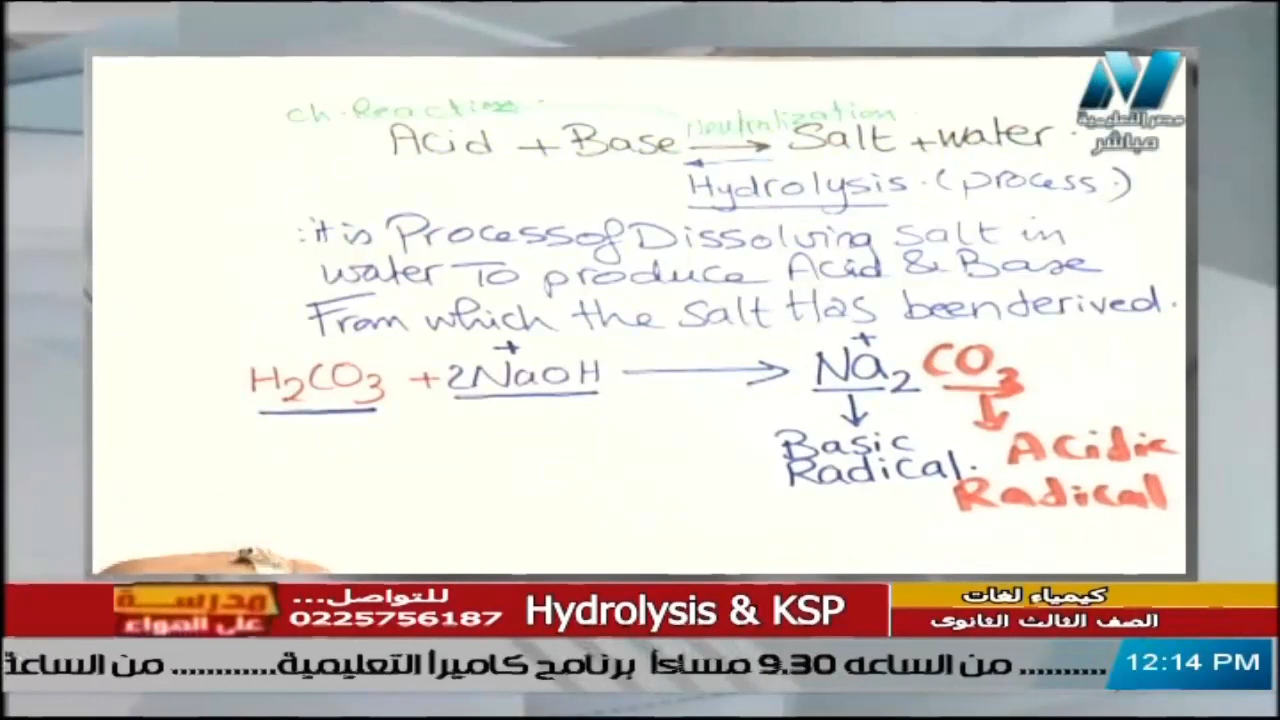 ch. Reaction
Neutralization
Acid + Base ⟶ Salt + water.
Hydrolysis. (process.)
: it is Process of Dissolving salt in
water To produce Acid & Base
From which the salt Has been derived.
H₂CO₃ + 2NaOH ⟶ Na₂ CO₃
+ +
Basic
Radical.
Acidic
Radical
مصر التعليمية
مباشر
مدرسة
على الهواء
للتواصل...
0225756187
Hydrolysis & KSP
كيمياء لغات
الصف الثالث الثانوى
12:14 PM
من الساعه 9.30 مساءاً برنامج كاميرا التعليمية.................. من الساعة